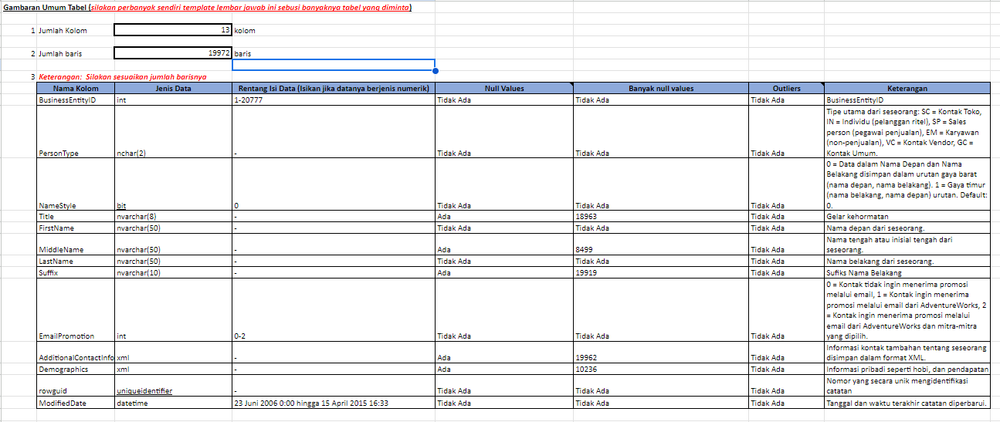 Gambaran Umum Tabel (silakan perbanyak sendiri template lembar jawab ini sebusi banyaknya tabel yang diminta)
1 Jumlah Kolom 13 kolom
2 Jumlah baris 19972 baris
3 Keterangan: Silakan sesuaikan jumlah barisnya
Nama Kolom Jenis Data Rentang Isi Data (Isikan jika datanya berjenis numerik) Null Values Banyak null values Outliers Keterangan
BusinessEntityID int 1-20777 Tidak Ada Tidak Ada Tidak Ada BusinessEntityID
Tipe utama dari seseorang: SC = Kontak Toko,
IN = Individu (pelanggan ritel), SP = Sales
person (pegawai penjualan), EM = Karyawan
(non-penjualan), VC = Kontak Vendor, GC =
PersonType nchar(2) - Tidak Ada Tidak Ada Tidak Ada Kontak Umum.
0 = Data dalam Nama Depan dan Nama
Belakang disimpan dalam urutan gaya barat
(nama depan, nama belakang). 1 = Gaya timur
(nama belakang, nama depan) urutan. Default:
NameStyle bit 0 Tidak Ada Tidak Ada Tidak Ada 0.
Title nvarchar(8) - Ada 18963 Tidak Ada Gelar kehormatan
FirstName nvarchar(50) - Tidak Ada Tidak Ada Tidak Ada Nama depan dari seseorang.
Nama tengah atau inisial tengah dari
MiddleName nvarchar(50) - Ada 8499 Tidak Ada seseorang.
LastName nvarchar(50) - Tidak Ada Tidak Ada Tidak Ada Nama belakang dari seseorang.
Suffix nvarchar(10) - Ada 19919 Tidak Ada Sufiks Nama Belakang
0 = Kontak tidak ingin menerima promosi
melalui email, 1 = Kontak ingin menerima
promosi melalui email dari AdventureWorks, 2
= Kontak ingin menerima promosi melalui
email dari AdventureWorks dan mitra-mitra
EmailPromotion int 0-2 Tidak Ada Tidak Ada Tidak Ada yang dipilih.
Informasi kontak tambahan tentang seseorang
AdditionalContactInfo xml - Ada 19962 Tidak Ada disimpan dalam format XML.
Demographics xml - Ada 10236 Tidak Ada Informasi pribadi seperti hobi, dan pendapatan
Nomor yang secara unik mengidentifikasi
rowguid uniqueidentifier - Tidak Ada Tidak Ada Tidak Ada catatan
ModifiedDate datetime 23 Juni 2006 0:00 hingga 15 April 2015 16:33 Tidak Ada Tidak Ada Tidak Ada Tanggal dan waktu terakhir catatan diperbarui.